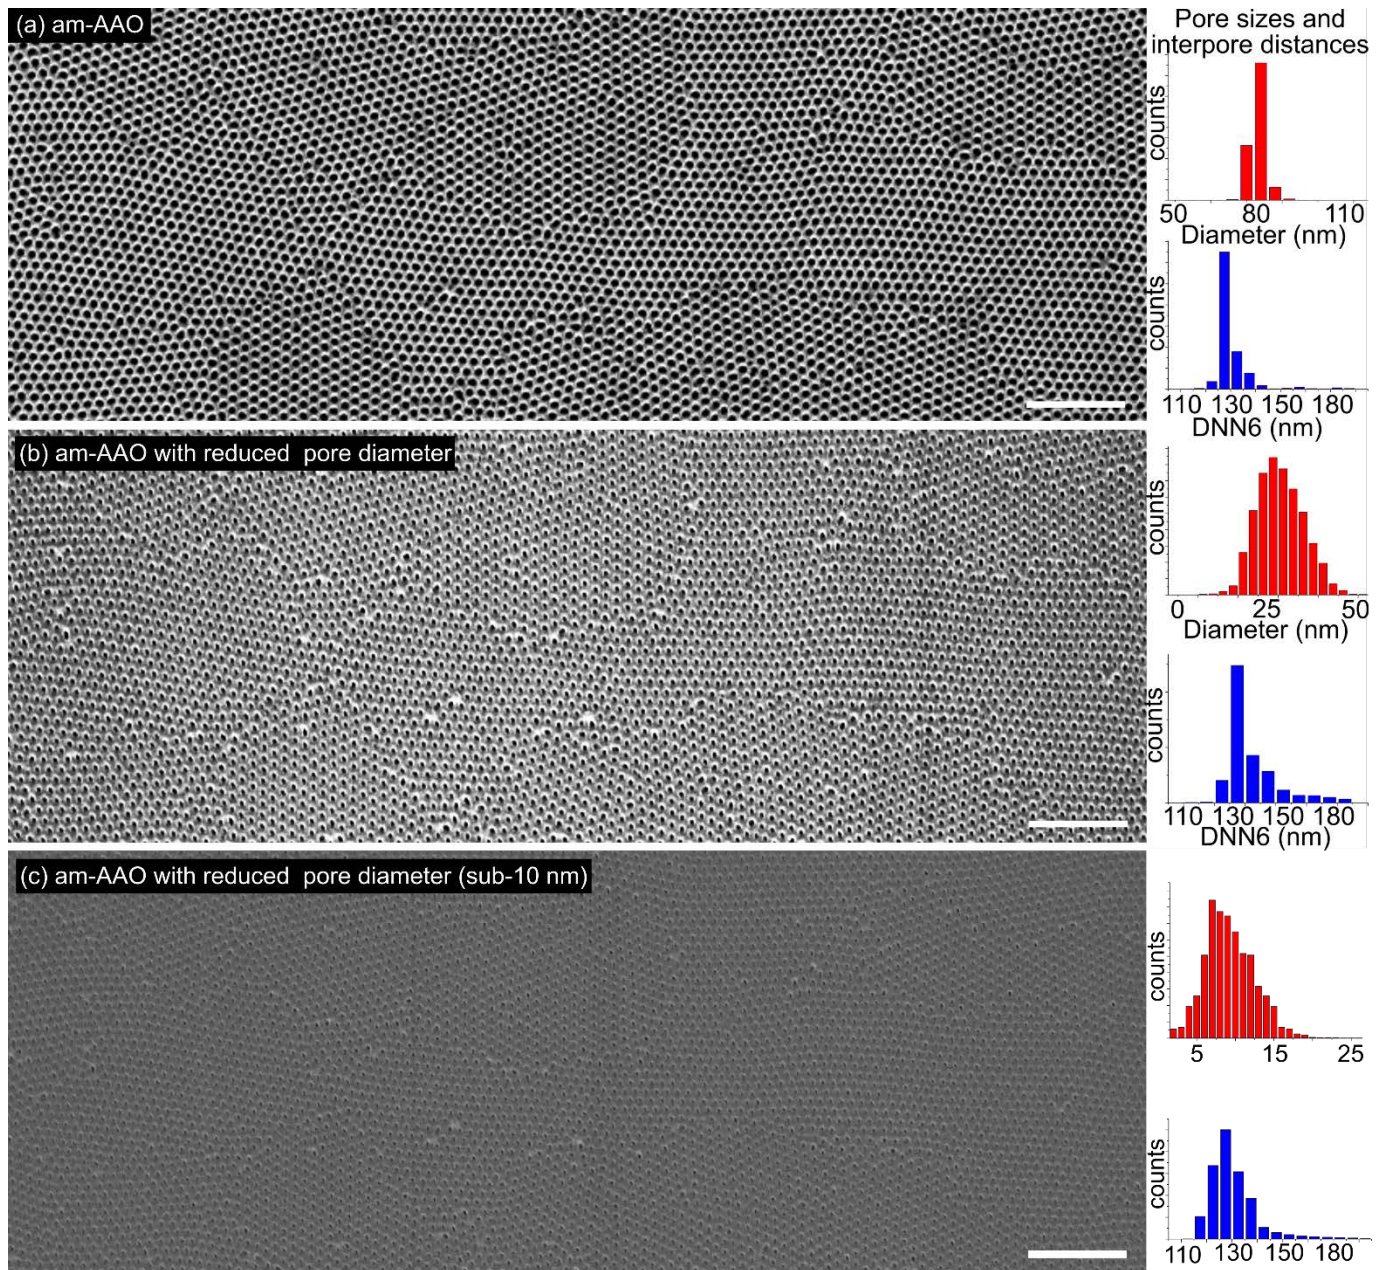 (a) am-AAO
Pore sizes and
interpore distances
counts
50 80 110
Diameter (nm)
counts
110 130 150 180
DNN6 (nm)
(b) am-AAO with reduced pore diameter
counts
0 25 50
Diameter (nm)
counts
110 130 150 180
DNN6 (nm)
(c) am-AAO with reduced pore diameter (sub-10 nm)
counts
5 15 25
counts
110 130 150 180